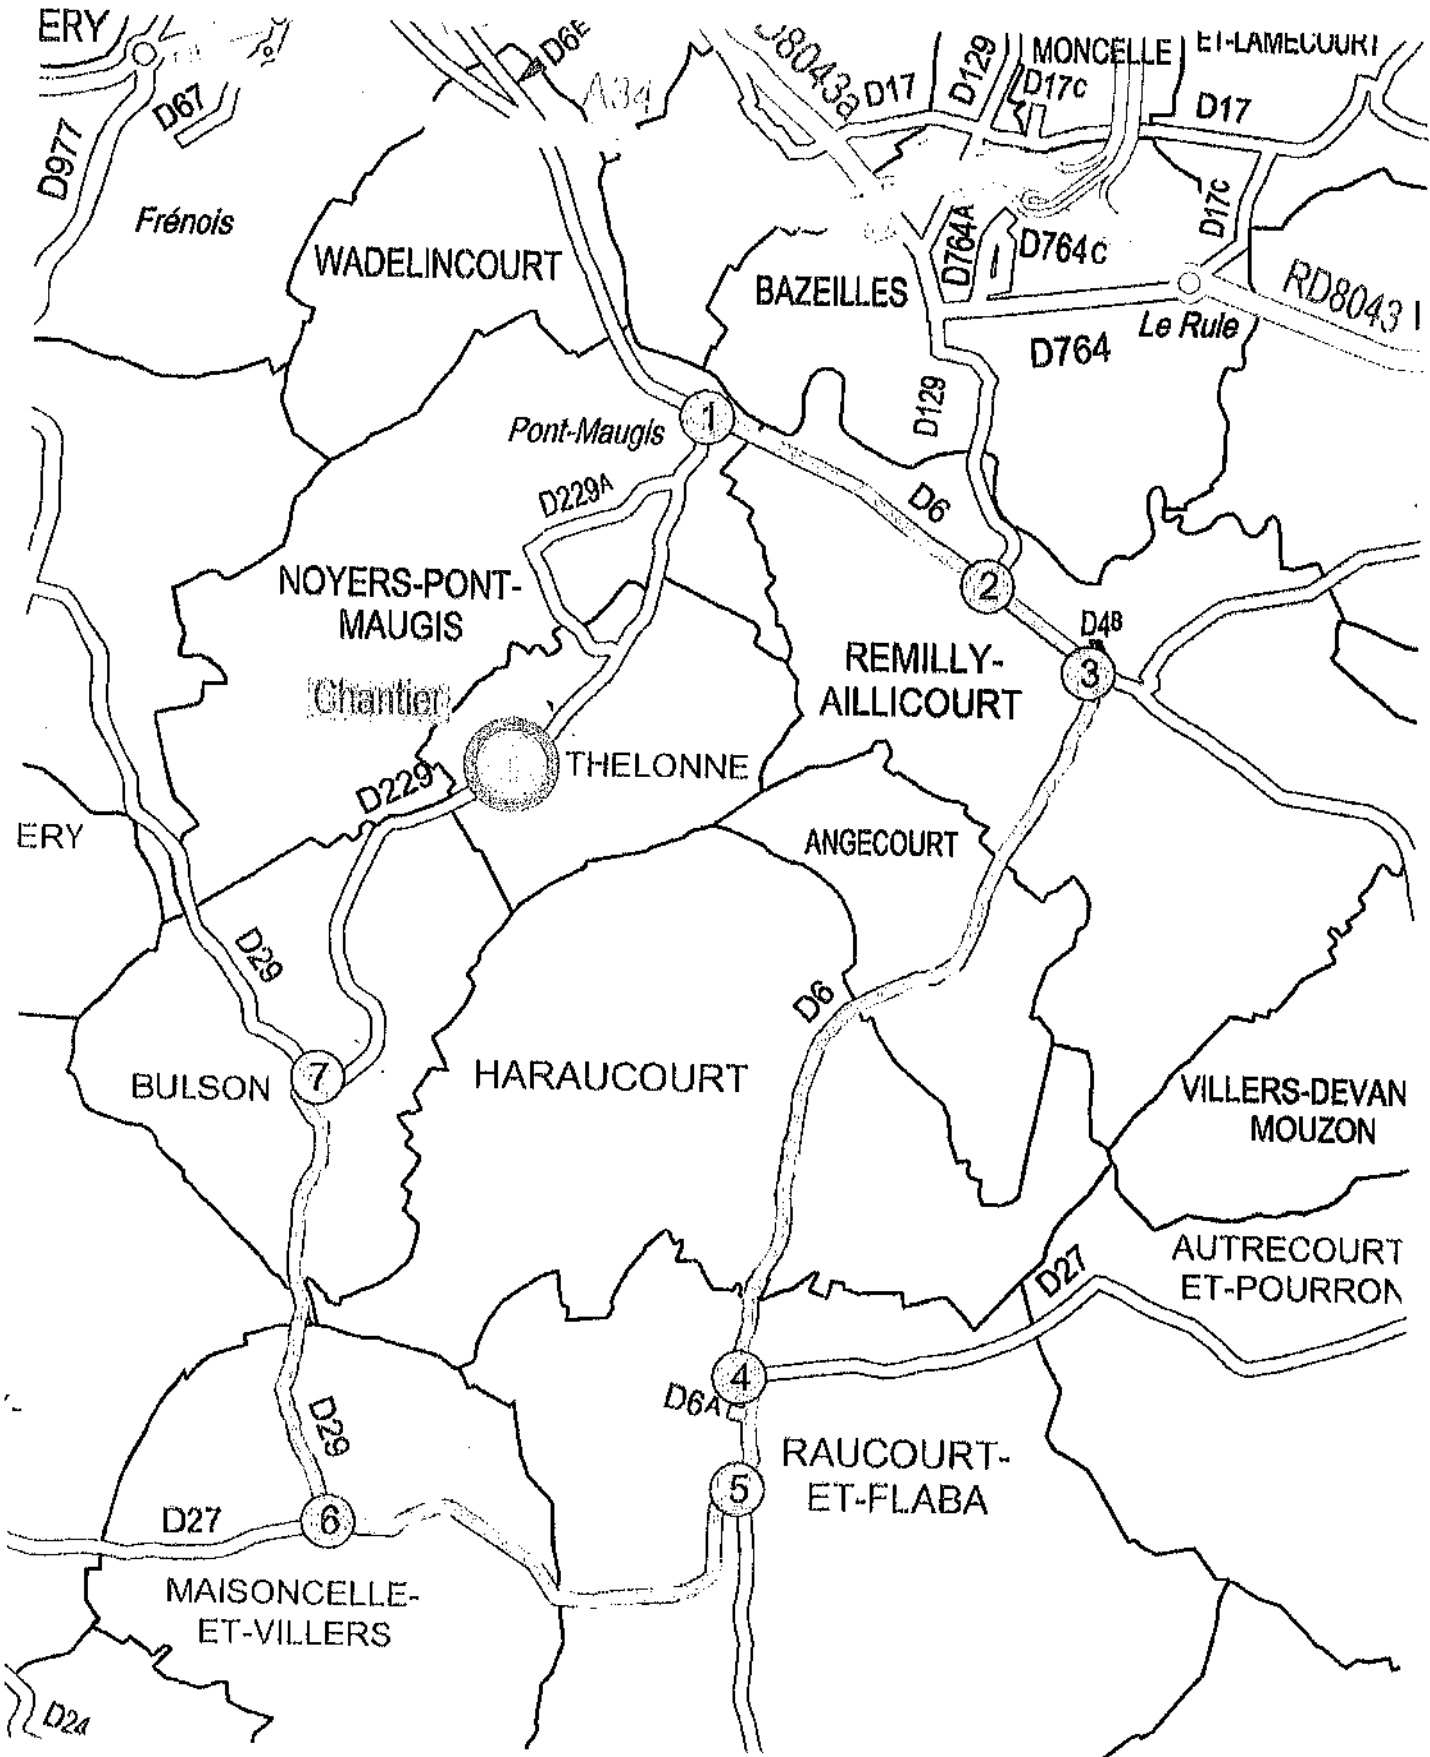 ERY
D6E
A34
D8043a
D17
D129
MONCELLE
ET-LAMECOURT
D17c
D17
D67
D977
Frénois
WADELINCOURT
D764A
D764c
D17c
BAZEILLES
RD8043
Le Rule
D764
D129
Pont-Maugis
1
D229A
D6
NOYERS-PONT-
MAUGIS
2
D4B
REMILLY-
AILLICOURT
3
Chantier
THELONNE
D229
ERY
ANGECOURT
D29
D6
BULSON
7
HARAUCOURT
VILLERS-DEVAN
MOUZON
AUTRECOURT
ET-POURRON
D27
4
D6A
D29
RAUCOURT-
ET-FLABA
5
D27
6
MAISONCELLE-
ET-VILLERS
D24